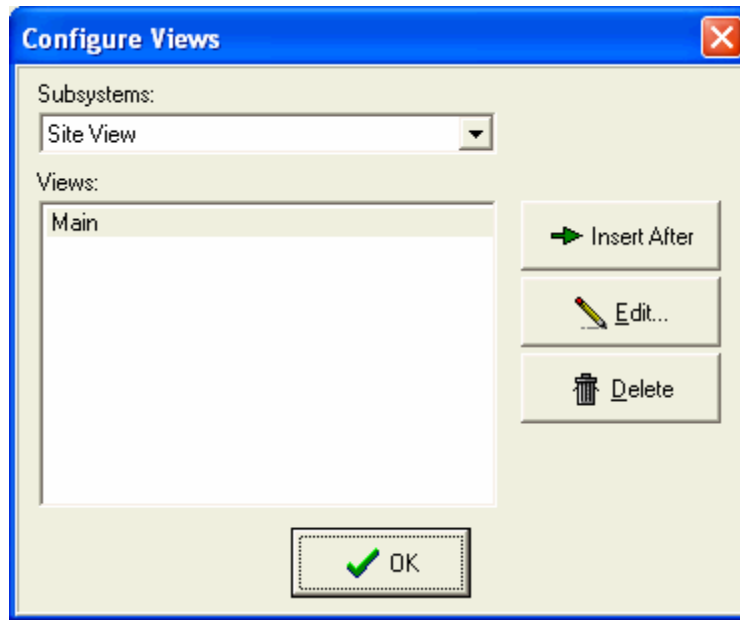 Configure Views
Subsystems:
Site View
Views:
Main
Insert After
Edit...
Delete
OK